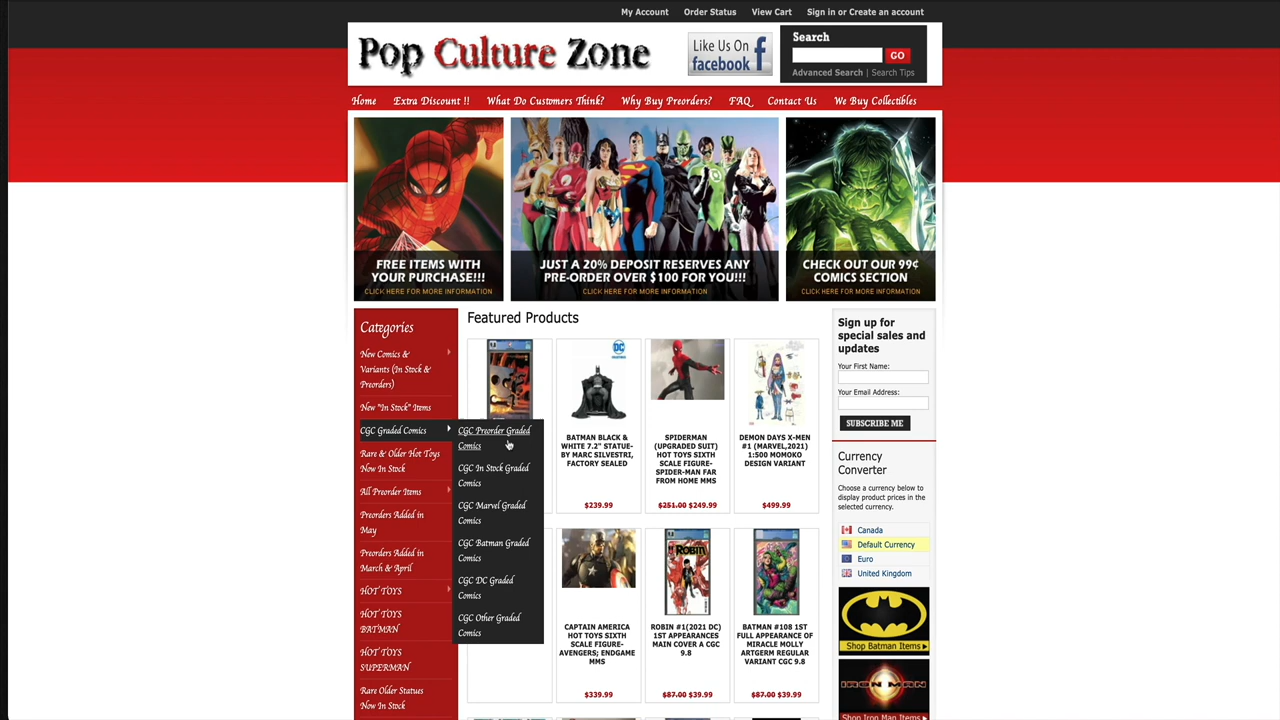 My Account Order Status View Cart Sign in or Create an account
Pop Culture Zone
Like Us On
facebook
Search
GO
Advanced Search | Search Tips
Home Extra Discount !! What Do Customers Think? Why Buy Preorders? FAQ Contact Us We Buy Collectibles
FREE ITEMS WITH
YOUR PURCHASE!!!
CLICK HERE FOR MORE INFORMATION
JUST A 20% DEPOSIT RESERVES ANY
PRE-ORDER OVER $100 FOR YOU!!!
CLICK HERE FOR MORE INFORMATION
CHECK OUT OUR 99¢
COMICS SECTION
CLICK HERE FOR MORE INFORMATION
Categories
New Comics &
Variants (In Stock &
Preorders)
New "In Stock" Items
CGC Graded Comics
Rare & Older Hot Toys
Now In Stock
All Preorder Items
Preorders Added in
May
Preorders Added in
March & April
HOT TOYS
HOT TOYS
BATMAN
HOT TOYS
SUPERMAN
Rare Older Statues
Now In Stock
CGC Preorder Graded
Comics
CGC In Stock Graded
Comics
CGC Marvel Graded
Comics
CGC Batman Graded
Comics
CGC DC Graded
Comics
CGC Other Graded
Comics
Featured Products
DC
BATMAN BLACK &
WHITE 7.2" STATUE-
BY MARC SILVESTRI,
FACTORY SEALED
$239.99
SPIDERMAN
(UPGRADED SUIT)
HOT TOYS SIXTH
SCALE FIGURE-
SPIDER-MAN FAR
FROM HOME MMS
$251.00 $249.99
DEMON DAYS X-MEN
#1 (MARVEL,2021)
1:500 MOMOKO
DESIGN VARIANT
$499.99
CAPTAIN AMERICA
HOT TOYS SIXTH
SCALE FIGURE-
AVENGERS; ENDGAME
MMS
$339.99
ROBIN
ROBIN #1(2021 DC)
1ST APPEARANCES
MAIN COVER A CGC
9.8
$87.00 $39.99
BATMAN #108 1ST
FULL APPEARANCE OF
MIRACLE MOLLY
ARTGERM REGULAR
VARIANT CGC 9.8
$87.00 $39.99
Sign up for
special sales and
updates
Your First Name:
Your Email Address:
SUBSCRIBE ME
Currency
Converter
Choose a currency below to
display product prices in the
selected currency.
Canada
Default Currency
Euro
United Kingdom
Shop Batman Items
IRON MAN
Shop Iron Man Items